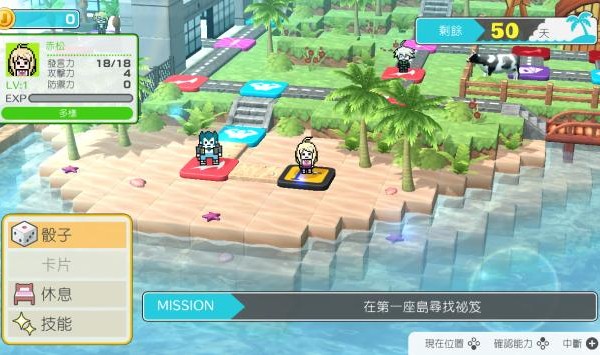 0
赤松
發言力 18/18
攻擊力 4
防禦力 0
LV:1
EXP
多樣
剩餘 50 天
骰子
卡片
休息
技能
MISSION 在第一座島尋找祕笈
現在位置 確認能力 中斷